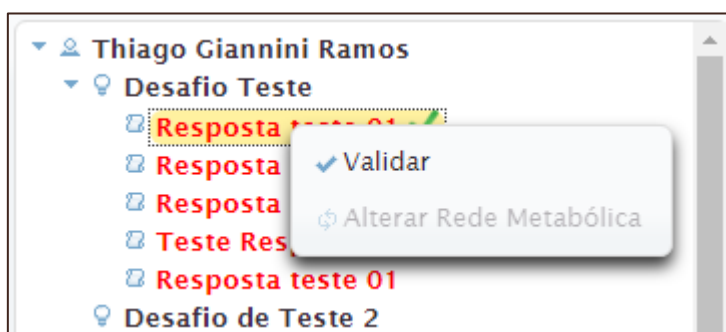 Thiago Giannini Ramos
Desafio Teste
Resposta teste 01
Validar
Resposta
Resposta
Alterar Rede Metabólica
Teste
Resposta teste 01
Desafio de Teste 2